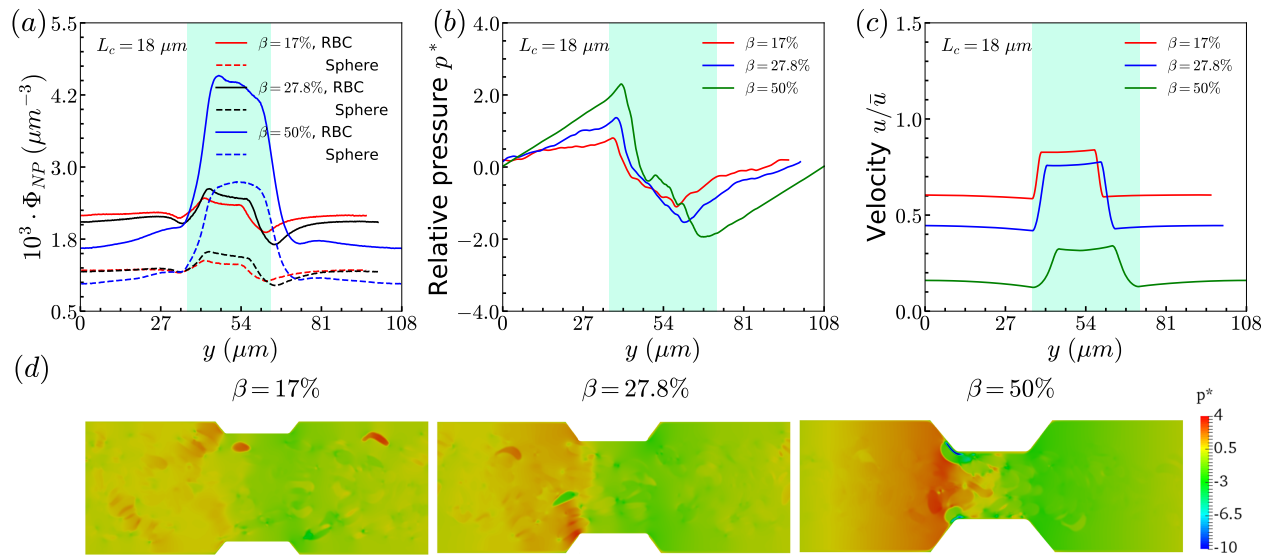 (a)
5.5
4.2
3.0
1.8
0.5
10³ · Φ_NP (μm⁻³)
L_c = 18 μm
β = 17%, RBC
Sphere
β = 27.8%, RBC
Sphere
β = 50%, RBC
Sphere
0 27 54 81 108
y (μm)
(b)
4.0
2.0
0.0
−2.0
−4.0
Relative pressure p*
L_c = 18 μm
β = 17%
β = 27.8%
β = 50%
0 27 54 81 108
y (μm)
(c)
1.5
1.0
0.5
0.0
Velocity u/ū
L_c = 18 μm
β = 17%
β = 27.8%
β = 50%
0 27 54 81 108
y (μm)
(d)
β = 17%
β = 27.8%
β = 50%
p*
4
0.5
-3
-6.5
-10